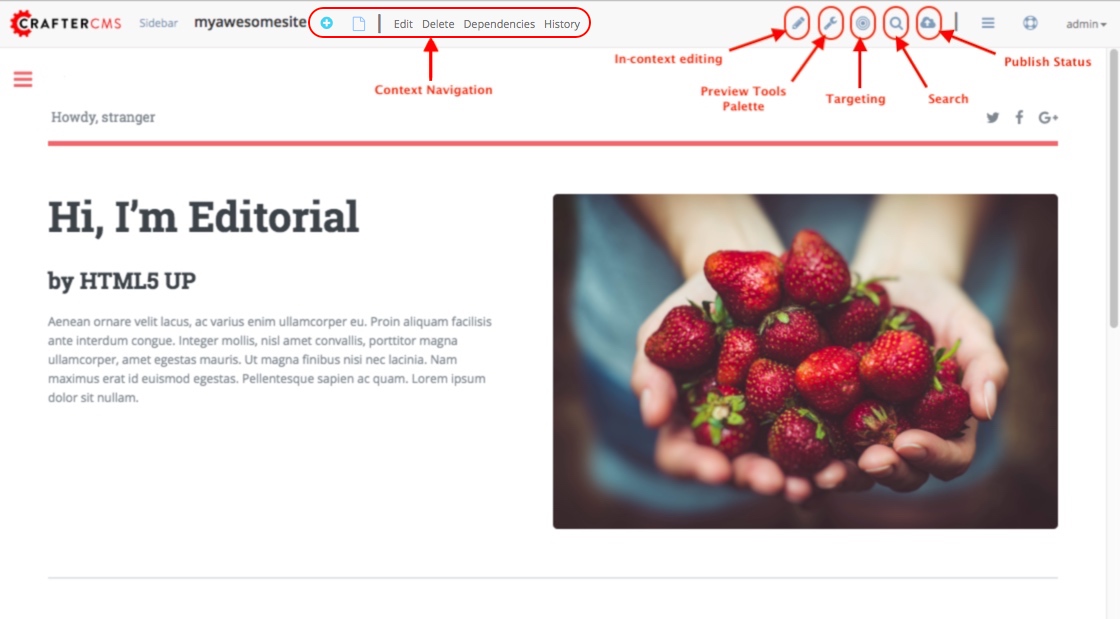 CRAFTERCMS Sidebar myawesomesite Edit Delete Dependencies History admin
In-context editing
Publish Status
Context Navigation
Preview Tools
Palette
Targeting
Search
Howdy, stranger
G+
Hi, I'm Editorial
by HTML5 UP
Aenean ornare velit lacus, ac varius enim ullamcorper eu. Proin aliquam facilisis
ante interdum congue. Integer mollis, nisl amet convallis, porttitor magna
ullamcorper, amet egestas mauris. Ut magna finibus nisi nec lacinia. Nam
maximus erat id euismod egestas. Pellentesque sapien ac quam. Lorem ipsum
dolor sit nullam.